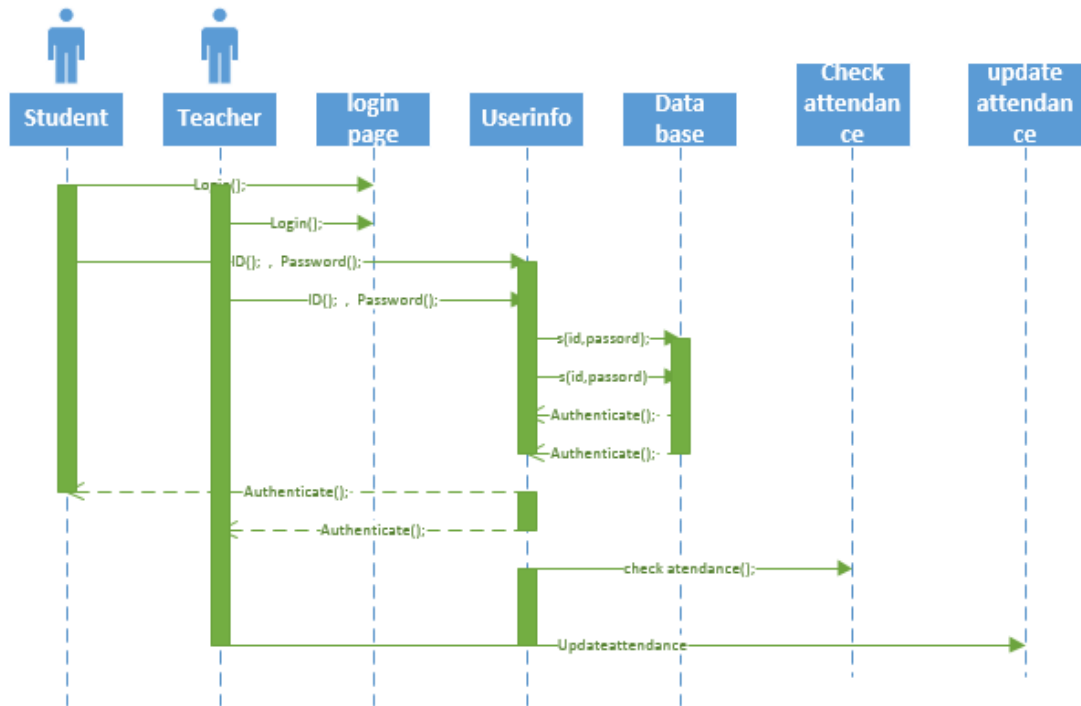 Student
Teacher
login
page
Userinfo
Data
base
Check
attendan
ce
update
attendan
ce
Login();
Login();
ID(); , Password();
ID(); , Password();
s(id,passord);
s(id,passord)
Authenticate();
Authenticate();
Authenticate();
Authenticate();
check atendance();
Updateattendance